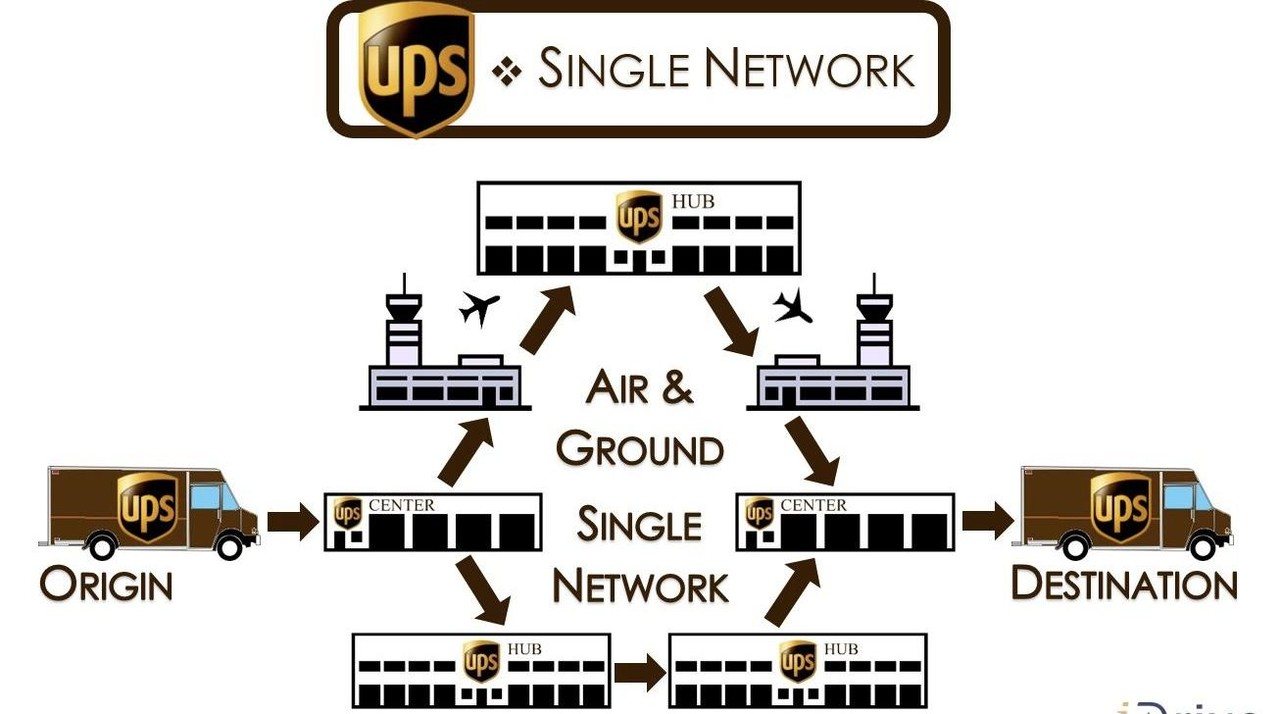 ups ❖ SINGLE NETWORK
ups HUB
AIR &
GROUND
SINGLE
NETWORK
ups
ORIGIN
ups CENTER
ups CENTER
ups
DESTINATION
ups HUB
ups HUB